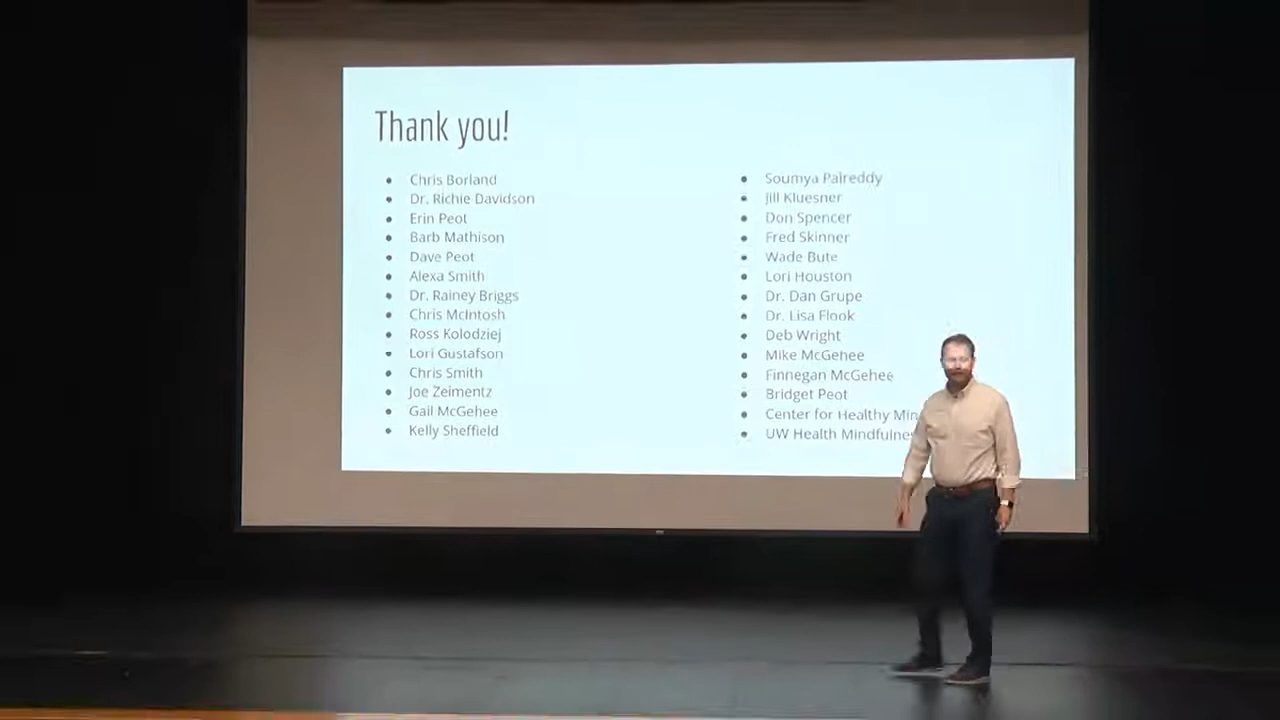 Thank you!
Chris Borland
Dr. Richie Davidson
Erin Peot
Barb Mathison
Dave Peot
Alexa Smith
Dr. Rainey Briggs
Chris McIntosh
Ross Kolodziej
Lori Gustafson
Chris Smith
Joe Zeimentz
Gail McGehee
Kelly Sheffield
Soumya Palreddy
Jill Kluesner
Don Spencer
Fred Skinner
Wade Bute
Lori Houston
Dr. Dan Grupe
Dr. Lisa Flook
Deb Wright
Mike McGehee
Finnegan McGehee
Bridget Peot
Center for Healthy Min
UW Health Mindfulne